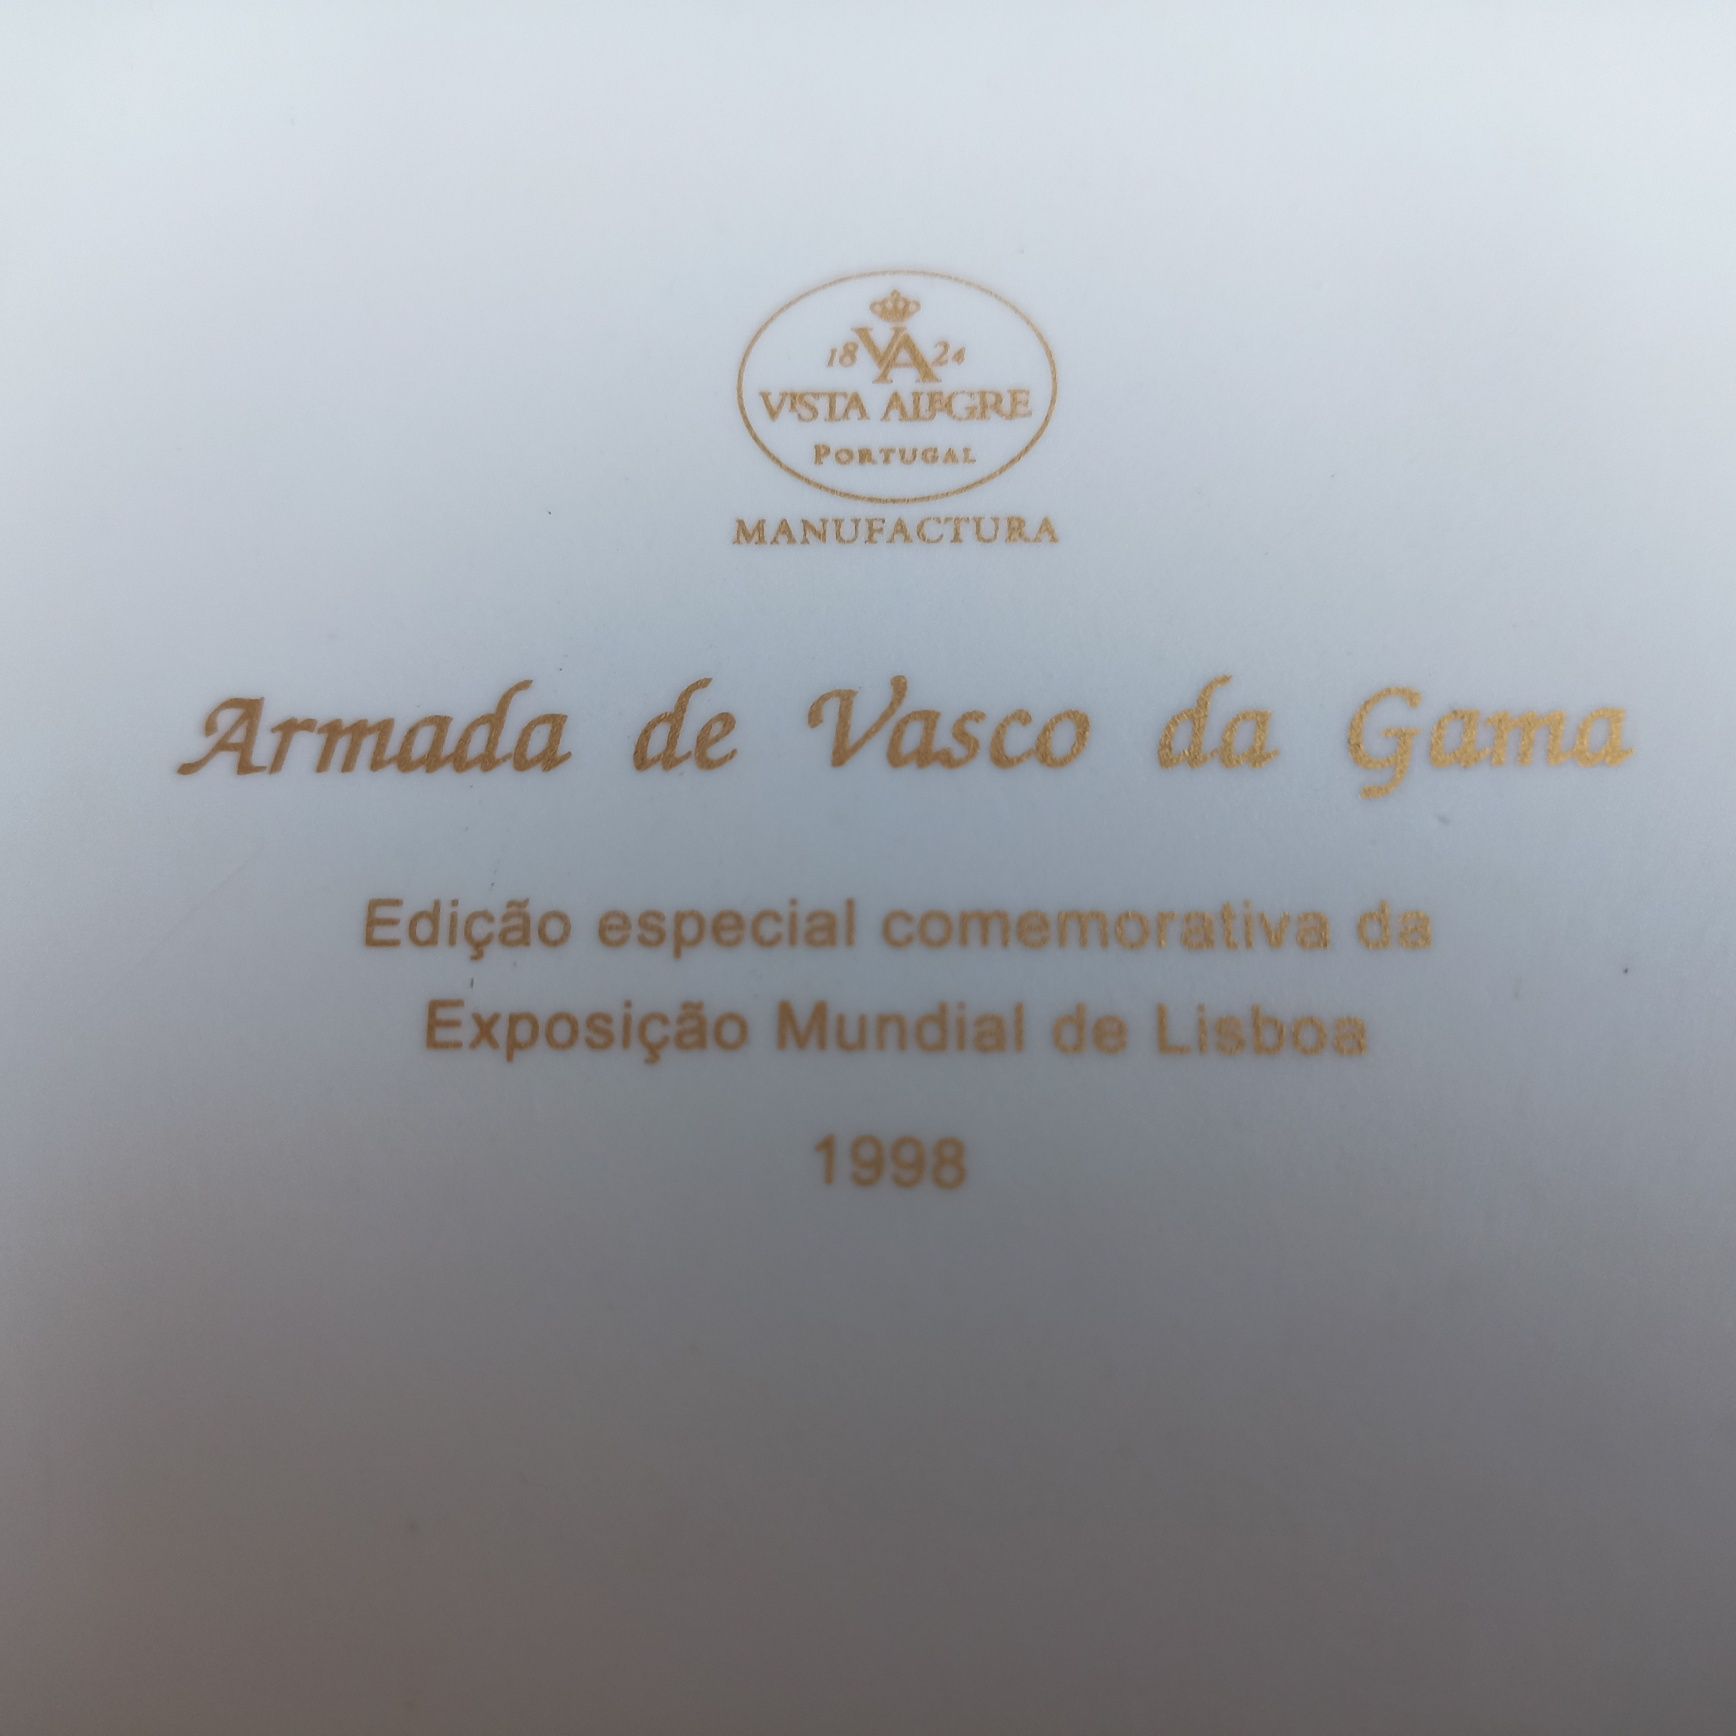 18 VA 24
VISTA ALEGRE
PORTUGAL
MANUFACTURA
Armada de Vasco da Gama
Edição especial comemorativa da
Exposição Mundial de Lisboa
1998